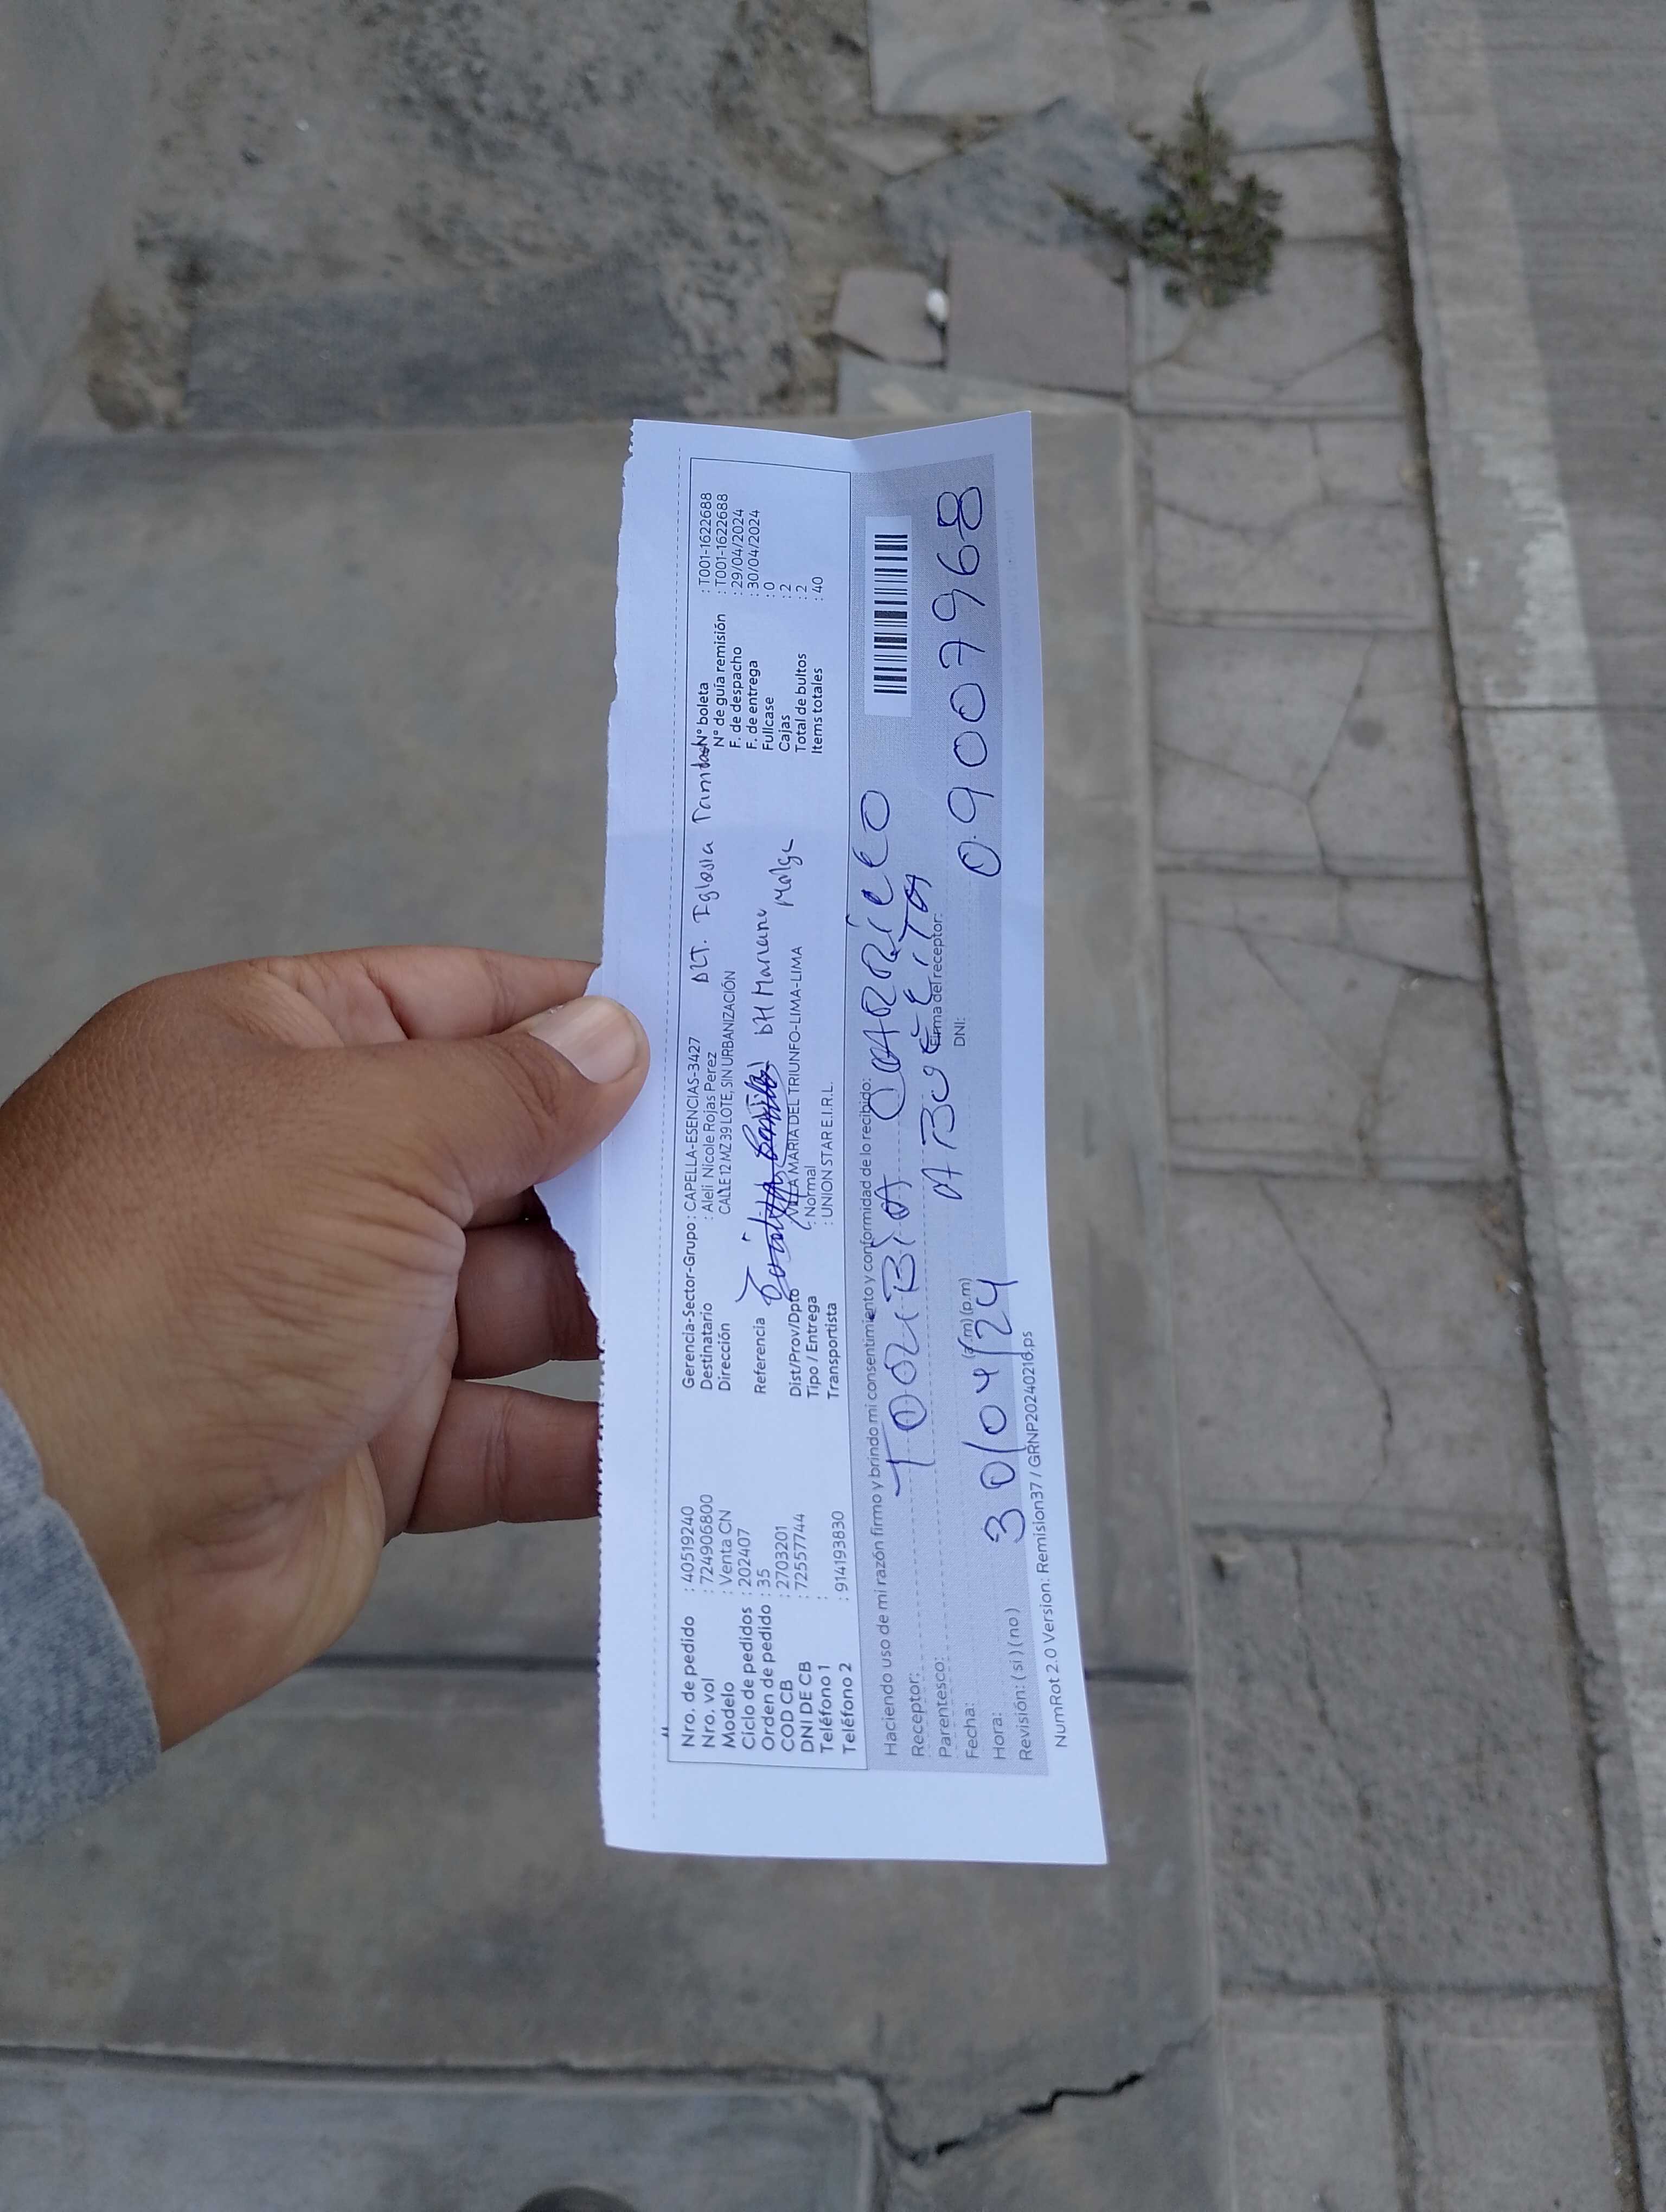 Nro. de pedido : 40519240
Nro. vol : 724906800
Modelo : Venta CN
Ciclo de pedidos : 202407
Orden de pedido : 35
COD CB : 2703201
DNI DE CB : 72557744
Teléfono 1 :
Teléfono 2 : 914193830
Gerencia-Sector-Grupo : CAPELLA-ESENCIAS-3427
Destinatario : Aleli Nicole Rojas Perez
Dirección CALLE 12 MZ 39 LOTE, SIN URBANIZACIÓN
Referencia
Dist/Prov/Dpto VILLA MARIA DEL TRIUNFO-LIMA-LIMA
Tipo / Entrega : Normal
Transportista : UNION STAR E.I.R.L.
Iglesia
Mariano
N° boleta : T001-1622688
N° de guía remisión : T001-1622688
F. de despacho : 29/04/2024
F. de entrega : 30/04/2024
Fullcase : 0
Cajas : 2
Total de bultos : 2
Items totales : 40
Haciendo uso de mi razón firmo y brindo mi consentimiento y conformidad de lo recibido:
Receptor: TORIBIA CARRILLO
Parentesco: ABUELITA
Firma del receptor:
Fecha: 30/04/24
DNI: 09007968
Hora: (a.m) (p.m)
Revisión: ( si ) ( no )
NumRot 2.0 Version: Remision37 / GRNP20240216.ps